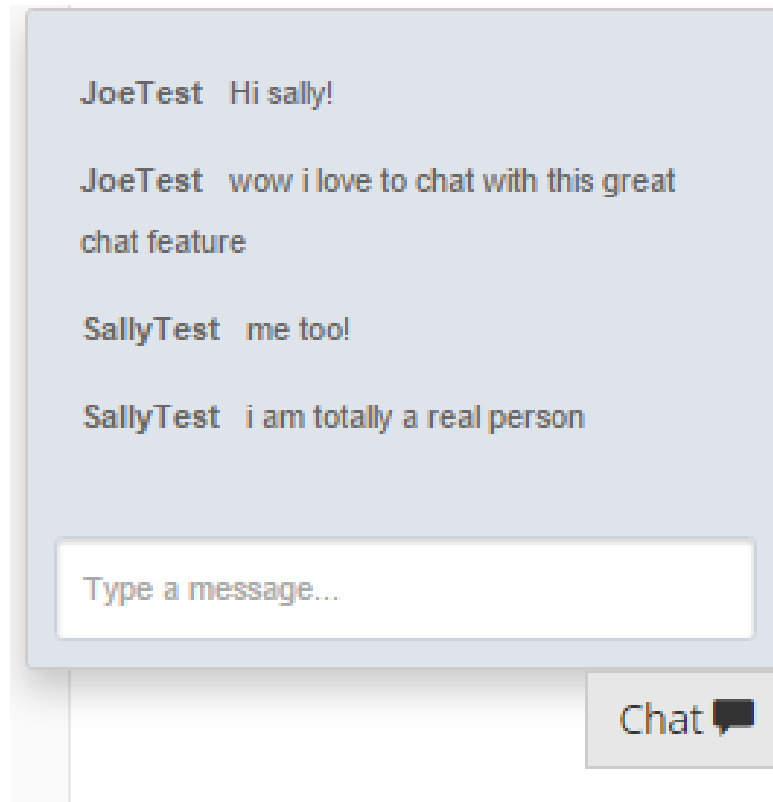 JoeTest Hi sally!
JoeTest wow i love to chat with this great
chat feature
SallyTest me too!
SallyTest i am totally a real person
Type a message...
Chat